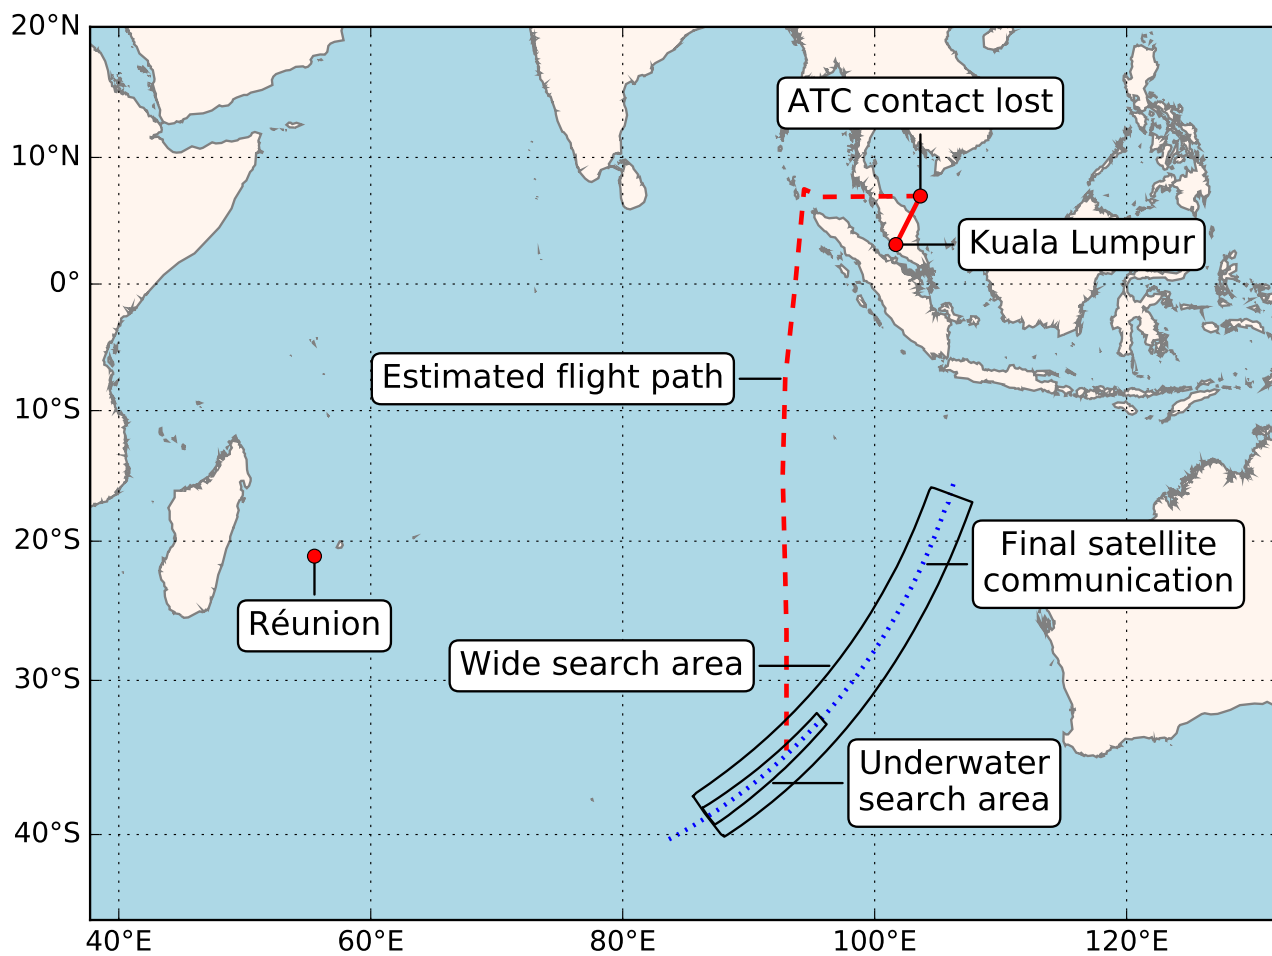 20°N
ATC contact lost
10°N
Kuala Lumpur
0°
Estimated flight path
10°S
20°S
Final satellite
communication
Réunion
Wide search area
30°S
Underwater
search area
40°S
40°E
60°E
80°E
100°E
120°E